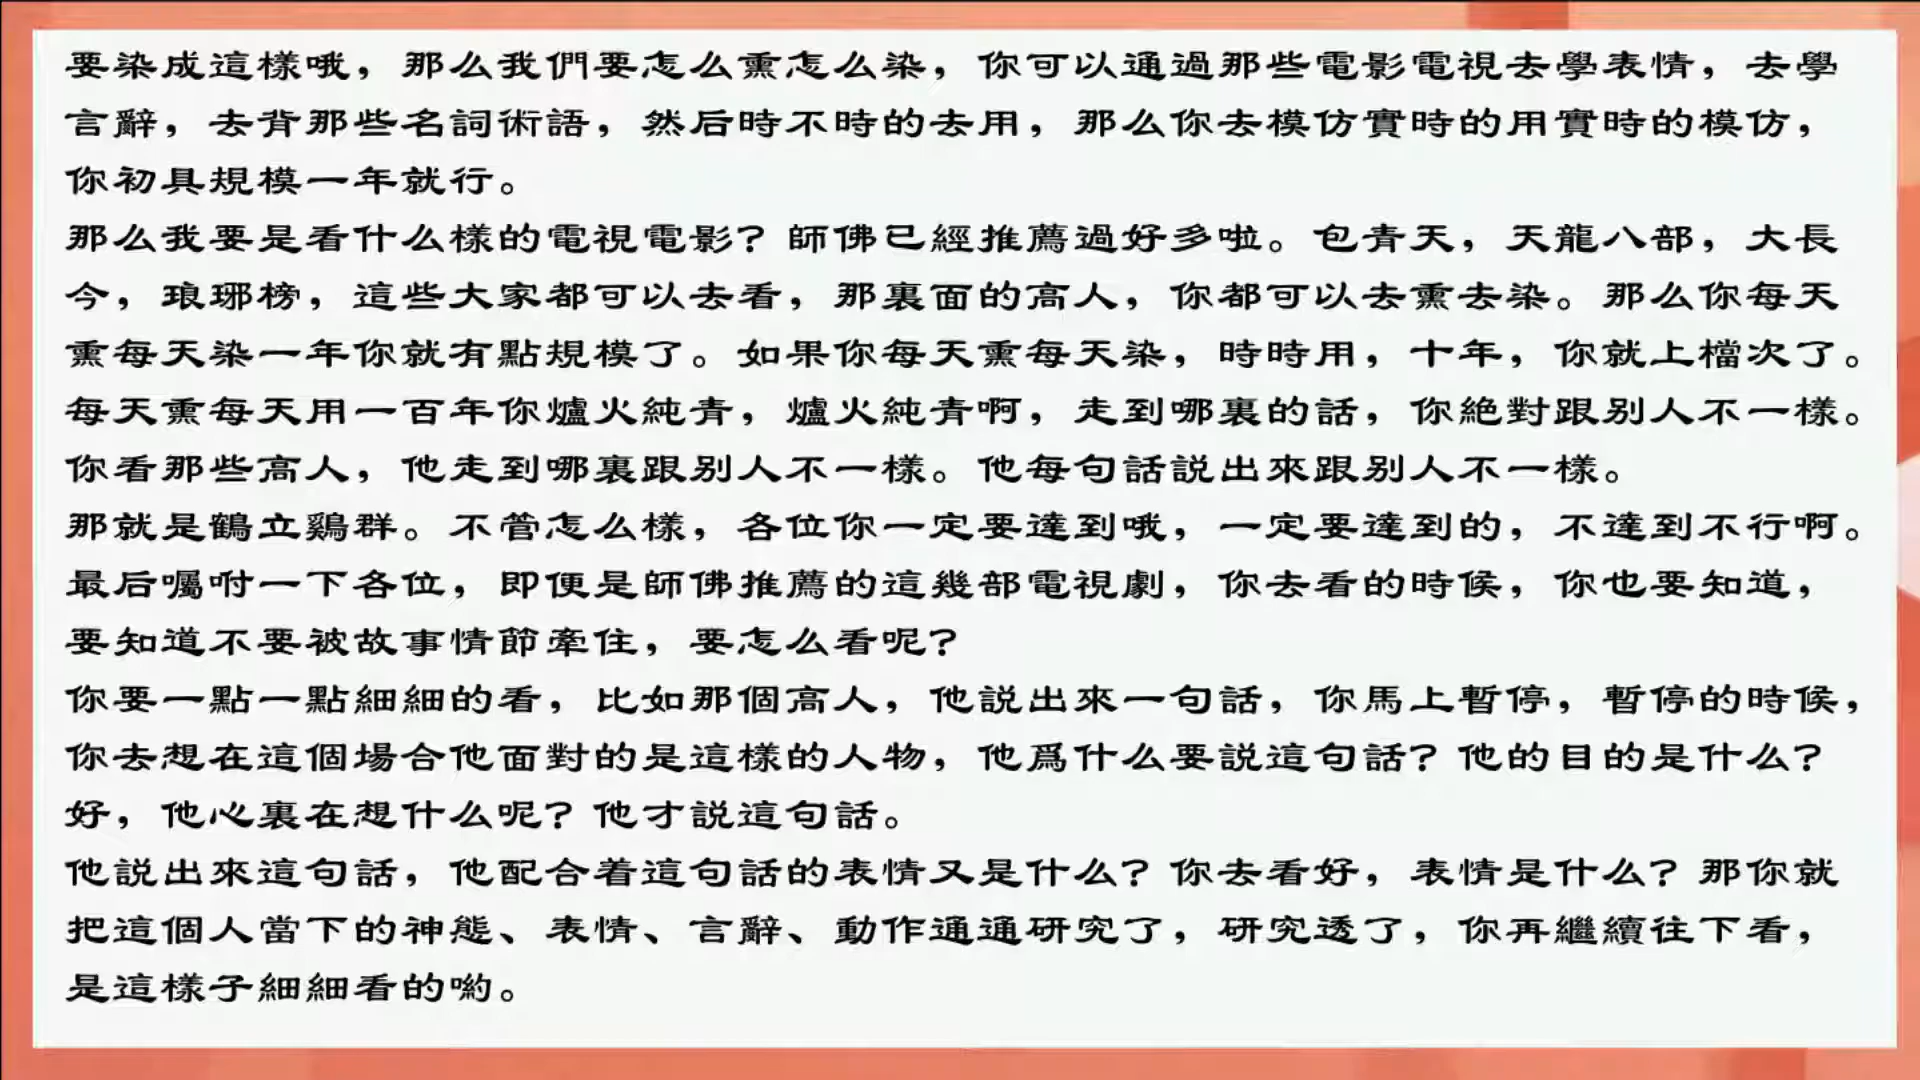 要染成這樣哦，那么我們要怎么熏怎么染，你可以通過那些電影電視去學表情，去學
言辭，去背那些名詞術語，然后時不時的去用，那么你去模仿實時的用實時的模仿，
你初具規模一年就行。
那么我要是看什么樣的電視電影？師佛已經推薦過好多啦。包青天，天龍八部，大長
今，琅琊榜，這些大家都可以去看，那裏面的高人，你都可以去熏去染。那么你每天
熏每天染一年你就有點規模了。如果你每天熏每天染，時時用，十年，你就上檔次了。
每天熏每天用一百年你爐火純青，爐火純青啊，走到哪裏的話，你絶對跟别人不一樣。
你看那些高人，他走到哪裏跟别人不一樣。他每句話説出來跟别人不一樣。
那就是鶴立鷄群。不管怎么樣，各位你一定要達到哦，一定要達到的，不達到不行啊。
最后囑咐一下各位，即便是師佛推薦的這幾部電視劇，你去看的時候，你也要知道，
要知道不要被故事情節牽住，要怎么看呢？
你要一點一點細細的看，比如那個高人，他説出來一句話，你馬上暫停，暫停的時候，
你去想在這個場合他面對的是這樣的人物，他爲什么要説這句話？他的目的是什么？
好，他心裏在想什么呢？他才説這句話。
他説出來這句話，他配合着這句話的表情又是什么？你去看好，表情是什么？那你就
把這個人當下的神態、表情、言辭、動作通通研究了，研究透了，你再繼續往下看，
是這樣子細細看的喲。